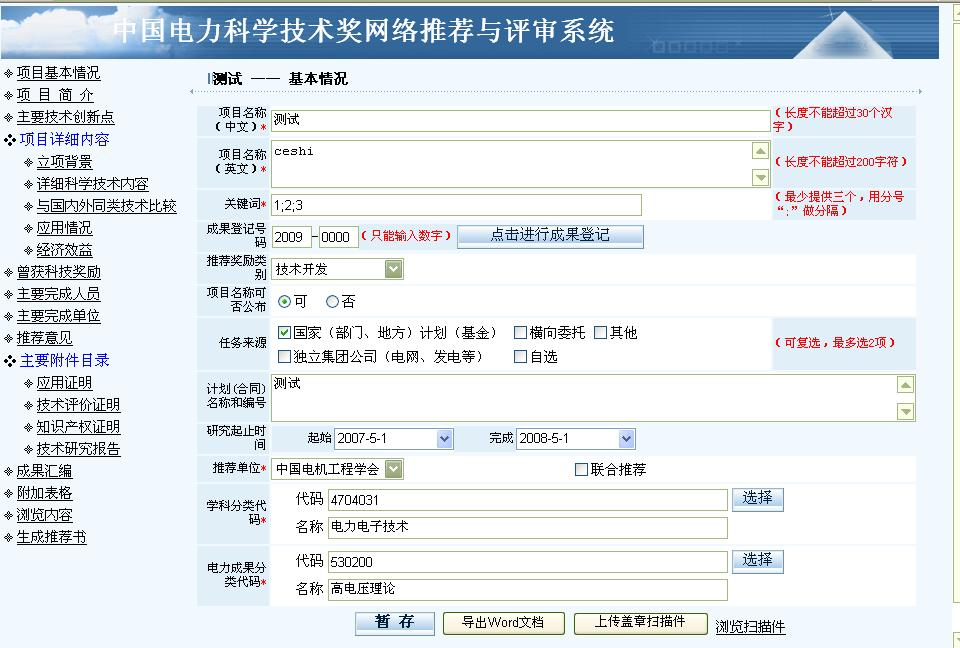 中国电力科学技术奖网络推荐与评审系统
项目基本情况
项 目 简 介
主要技术创新点
项目详细内容
立项背景
详细科学技术内容
与国内外同类技术比较
应用情况
经济效益
曾获科技奖励
主要完成人员
主要完成单位
推荐意见
主要附件目录
应用证明
技术评价证明
知识产权证明
技术研究报告
成果汇编
附加表格
浏览内容
生成推荐书
测试 —— 基本情况
项目名称
（中文）* 测试 （长度不能超过30个汉
字）
项目名称
（英文）* ceshi （长度不能超过200字符）
关键词* 1;2;3 （最少提供三个，用分号
“;”做分隔）
成果登记号
码 2009-0000 （只能输入数字） 点击进行成果登记
推荐奖励类
别 技术开发
项目名称可
否公布 可 否
任务来源 国家（部门、地方）计划（基金） 横向委托 其他 （可复选，最多选2项）
独立集团公司（电网、发电等） 自选
计划(合同)
名称和编号 测试
研究起止时
间 起始 2007-5-1 完成 2008-5-1
推荐单位* 中国电机工程学会 联合推荐
学科分类代
码* 代码 4704031 选择
名称 电力电子技术
电力成果分
类代码* 代码 530200 选择
名称 高电压理论
暂 存 导出Word文档 上传盖章扫描件 浏览扫描件